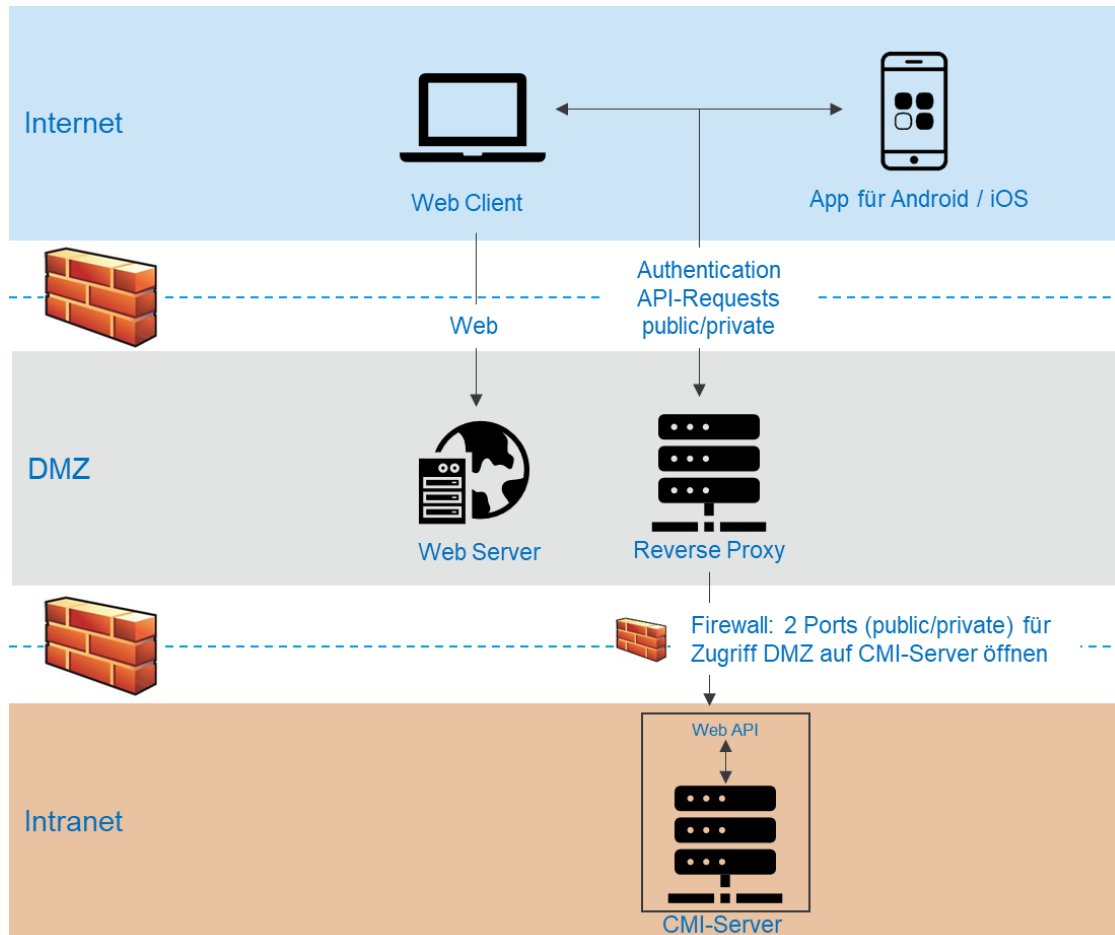 Internet
Web Client
App für Android / iOS
Authentication
API-Requests
public/private
Web
DMZ
Web Server
Reverse Proxy
Firewall: 2 Ports (public/private) für
Zugriff DMZ auf CMI-Server öffnen
Web API
Intranet
CMI-Server